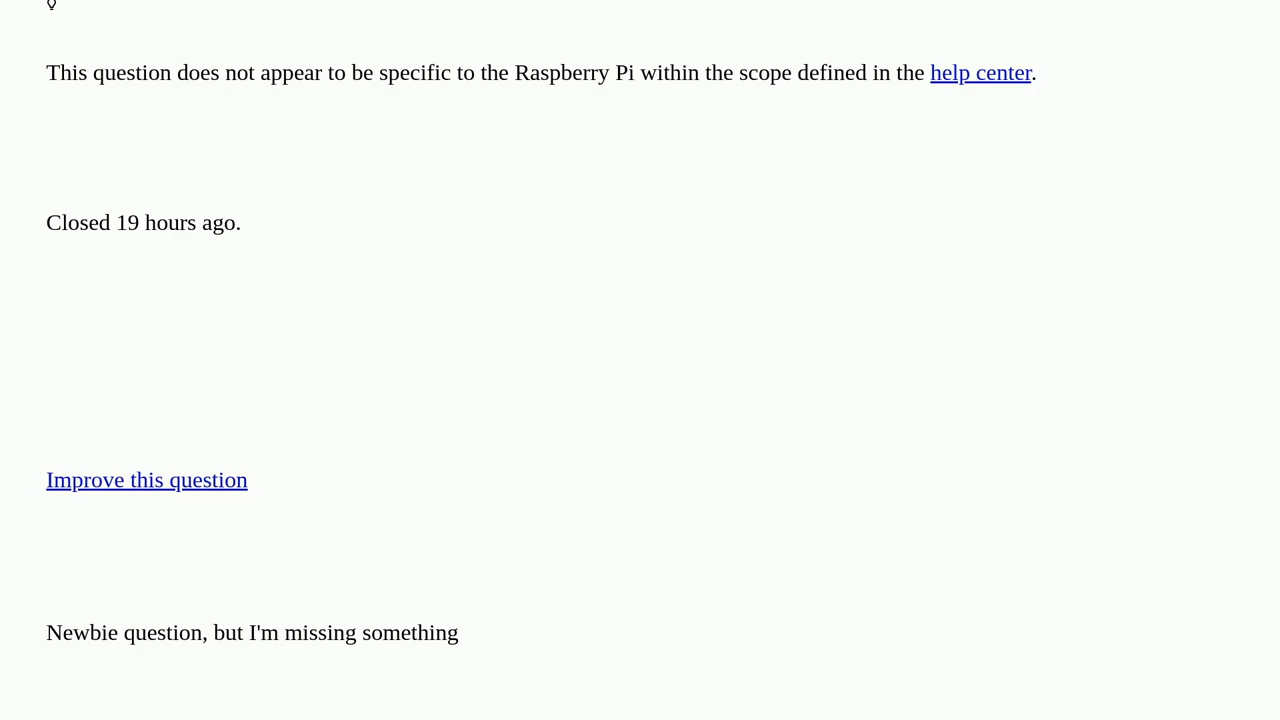 This question does not appear to be specific to the Raspberry Pi within the scope defined in the help center.
Closed 19 hours ago.
Improve this question
Newbie question, but I'm missing something